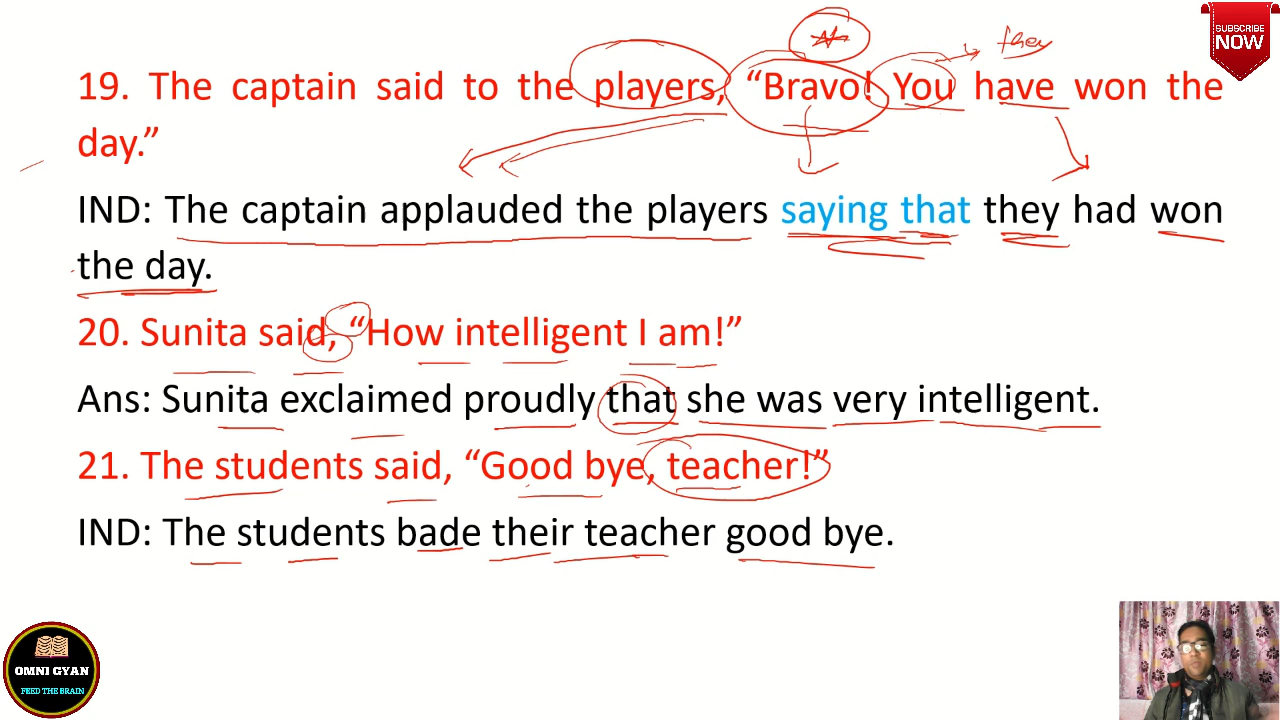 SUBSCRIBE
NOW
they
19. The captain said to the players, “Bravo! You have won the
day.”
IND: The captain applauded the players saying that they had won
the day.
20. Sunita said, “How intelligent I am!”
Ans: Sunita exclaimed proudly that she was very intelligent.
21. The students said, “Good bye, teacher!”
IND: The students bade their teacher good bye.
OMNI GYAN
FEED THE BRAIN